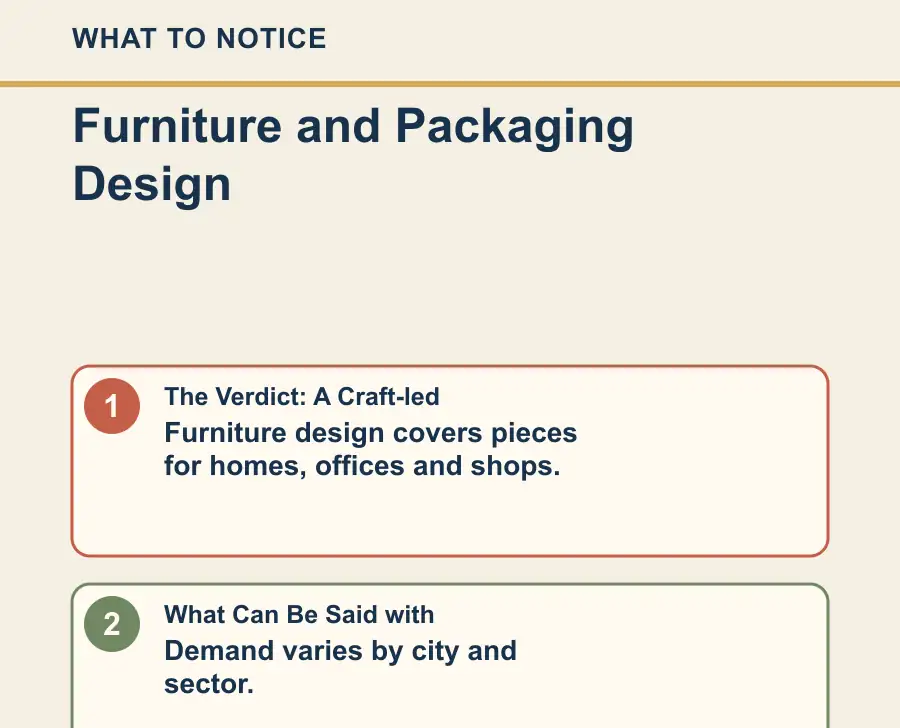 WHAT TO NOTICE
Furniture and Packaging
Design
1
The Verdict: A Craft-led
Furniture design covers pieces
for homes, offices and shops.
2
What Can Be Said with
Demand varies by city and
sector.